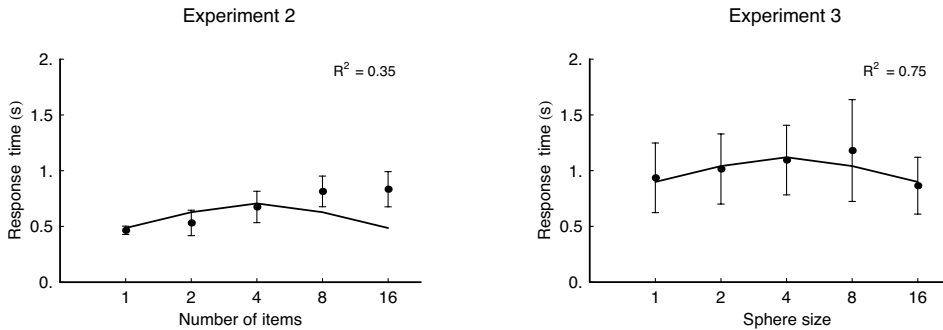 Experiment 2
Experiment 3
2.
1.5
1.
0.5
0.
Response time (s)
R² = 0.35
1 2 4 8 16
Number of items
2.
1.5
1.
0.5
0.
Response time (s)
R² = 0.75
1 2 4 8 16
Sphere size